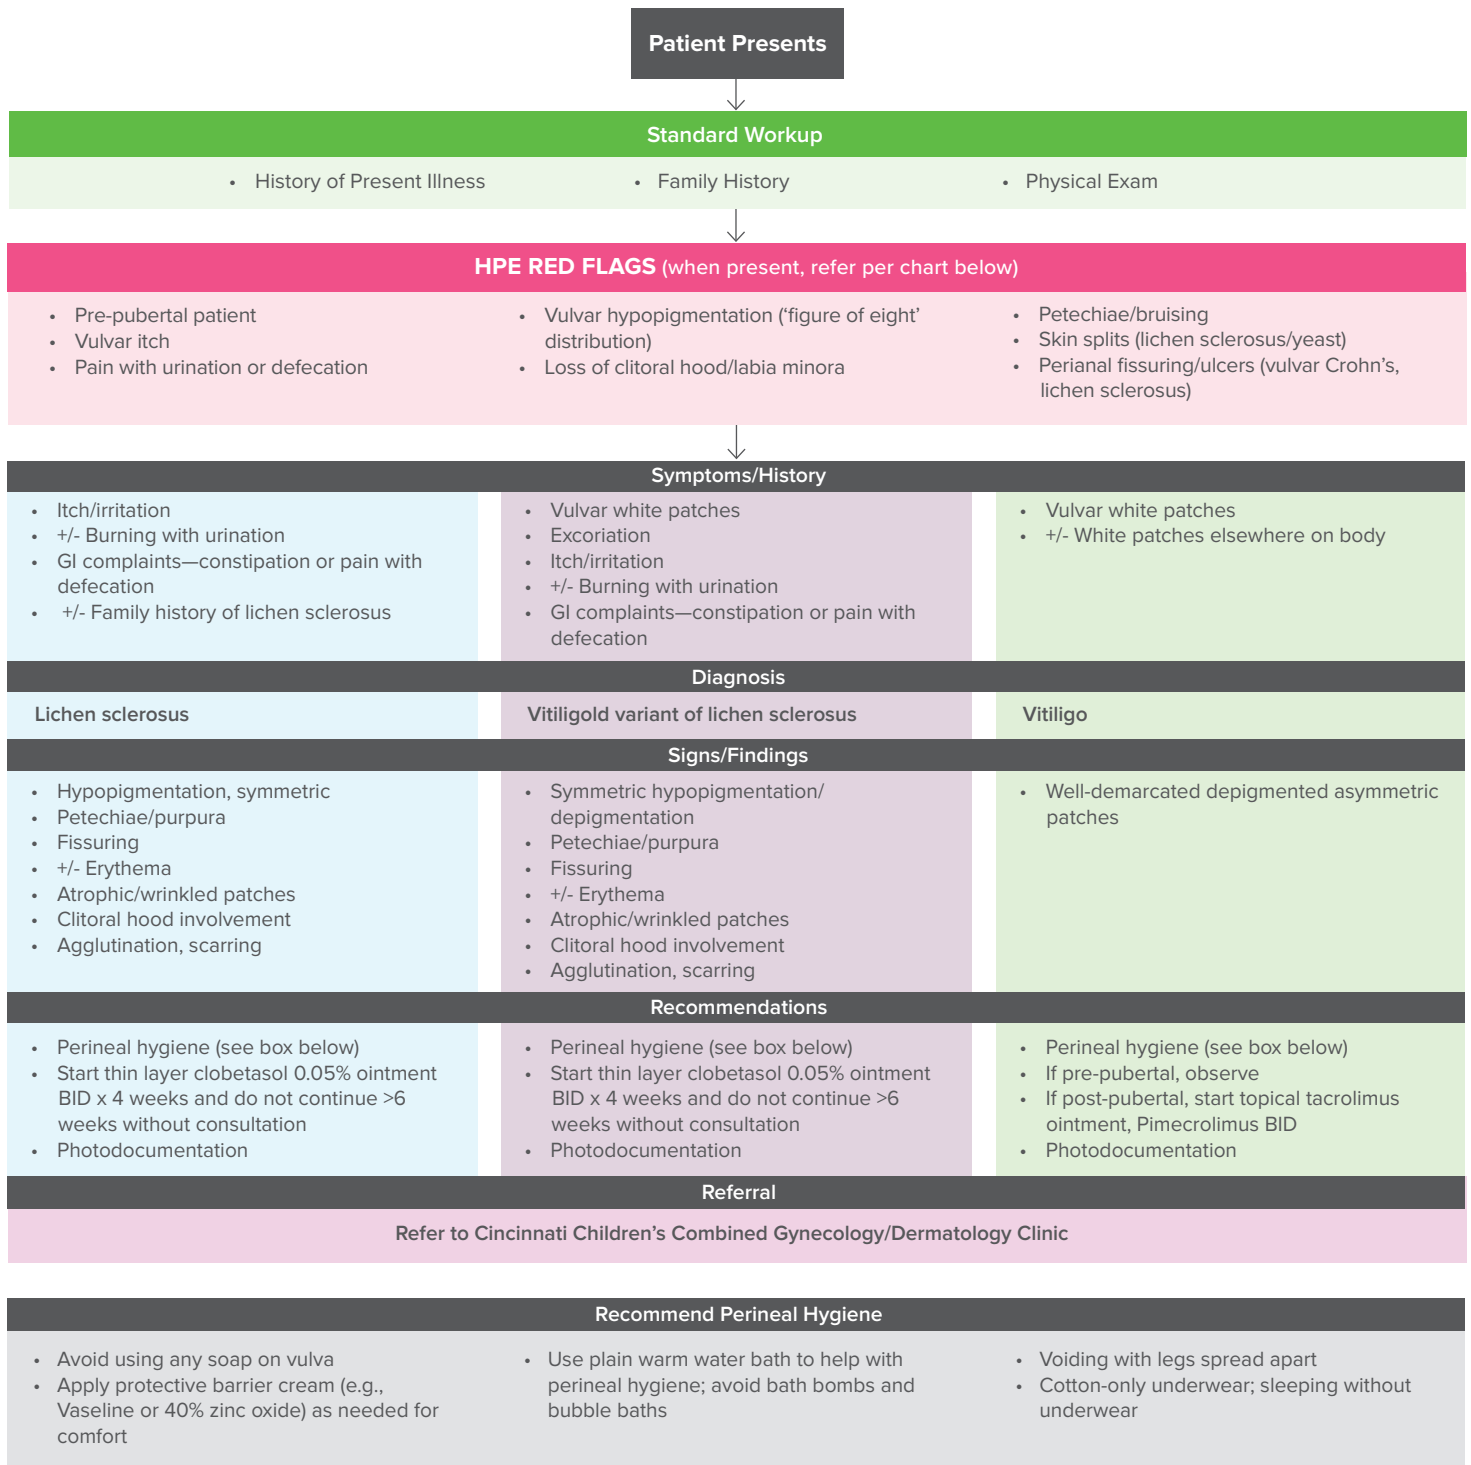 Patient Presents
Standard Workup
• History of Present Illness
• Family History
• Physical Exam
HPE RED FLAGS (when present, refer per chart below)
• Pre-pubertal patient
• Vulvar itch
• Pain with urination or defecation
• Vulvar hypopigmentation (‘figure of eight’
distribution)
• Loss of clitoral hood/labia minora
• Petechiae/bruising
• Skin splits (lichen sclerosus/yeast)
• Perianal fissuring/ulcers (vulvar Crohn’s,
lichen sclerosus)
Symptoms/History
• Itch/irritation
• +/- Burning with urination
• GI complaints—constipation or pain with
defecation
• +/- Family history of lichen sclerosus
• Vulvar white patches
• Excoriation
• Itch/irritation
• +/- Burning with urination
• GI complaints—constipation or pain with
defecation
• Vulvar white patches
• +/- White patches elsewhere on body
Diagnosis
Lichen sclerosus
Vitiligold variant of lichen sclerosus
Vitiligo
Signs/Findings
• Hypopigmentation, symmetric
• Petechiae/purpura
• Fissuring
• +/- Erythema
• Atrophic/wrinkled patches
• Clitoral hood involvement
• Agglutination, scarring
• Symmetric hypopigmentation/
depigmentation
• Petechiae/purpura
• Fissuring
• +/- Erythema
• Atrophic/wrinkled patches
• Clitoral hood involvement
• Agglutination, scarring
• Well-demarcated depigmented asymmetric
patches
Recommendations
• Perineal hygiene (see box below)
• Start thin layer clobetasol 0.05% ointment
BID x 4 weeks and do not continue >6
weeks without consultation
• Photodocumentation
• Perineal hygiene (see box below)
• Start thin layer clobetasol 0.05% ointment
BID x 4 weeks and do not continue >6
weeks without consultation
• Photodocumentation
• Perineal hygiene (see box below)
• If pre-pubertal, observe
• If post-pubertal, start topical tacrolimus
ointment, Pimecrolimus BID
• Photodocumentation
Referral
Refer to Cincinnati Children’s Combined Gynecology/Dermatology Clinic
Recommend Perineal Hygiene
• Avoid using any soap on vulva
• Apply protective barrier cream (e.g.,
Vaseline or 40% zinc oxide) as needed for
comfort
• Use plain warm water bath to help with
perineal hygiene; avoid bath bombs and
bubble baths
• Voiding with legs spread apart
• Cotton-only underwear; sleeping without
underwear